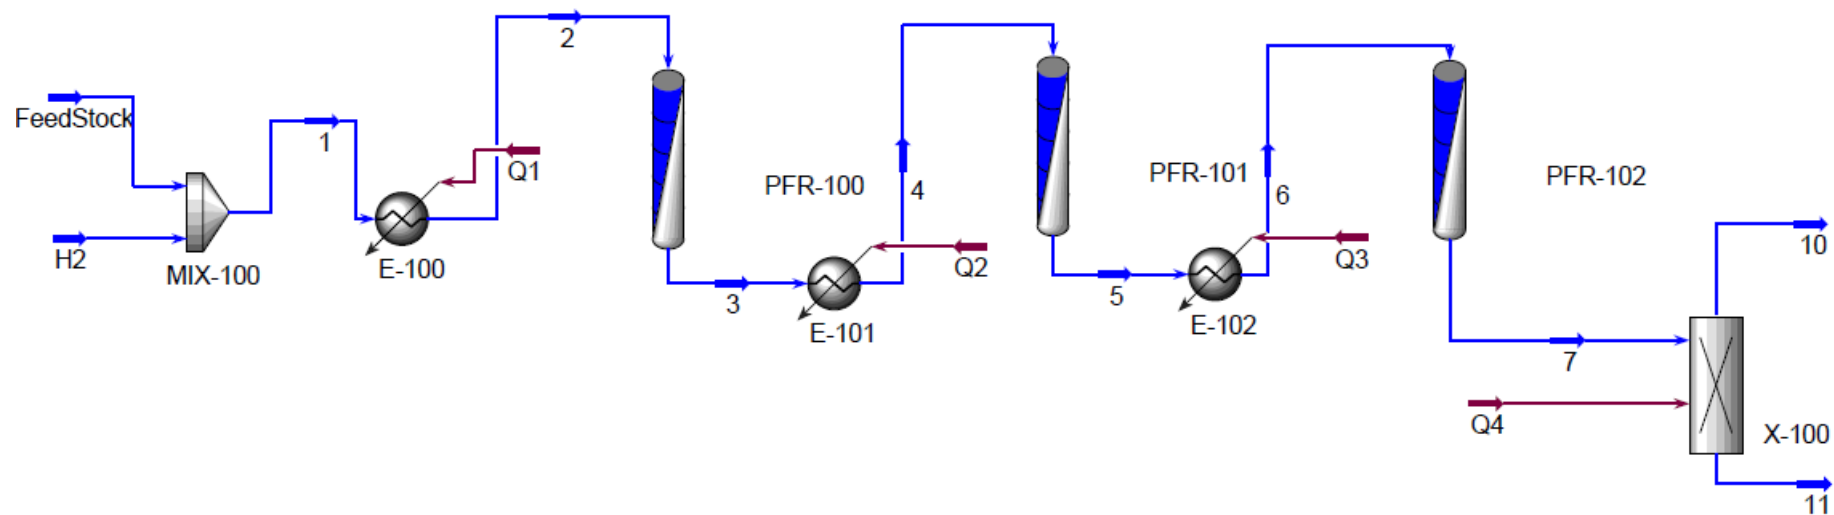 FeedStock
H2
MIX-100
1
E-100
Q1
2
PFR-100
3
E-101
Q2
4
PFR-101
5
E-102
Q3
6
PFR-102
7
Q4
X-100
10
11